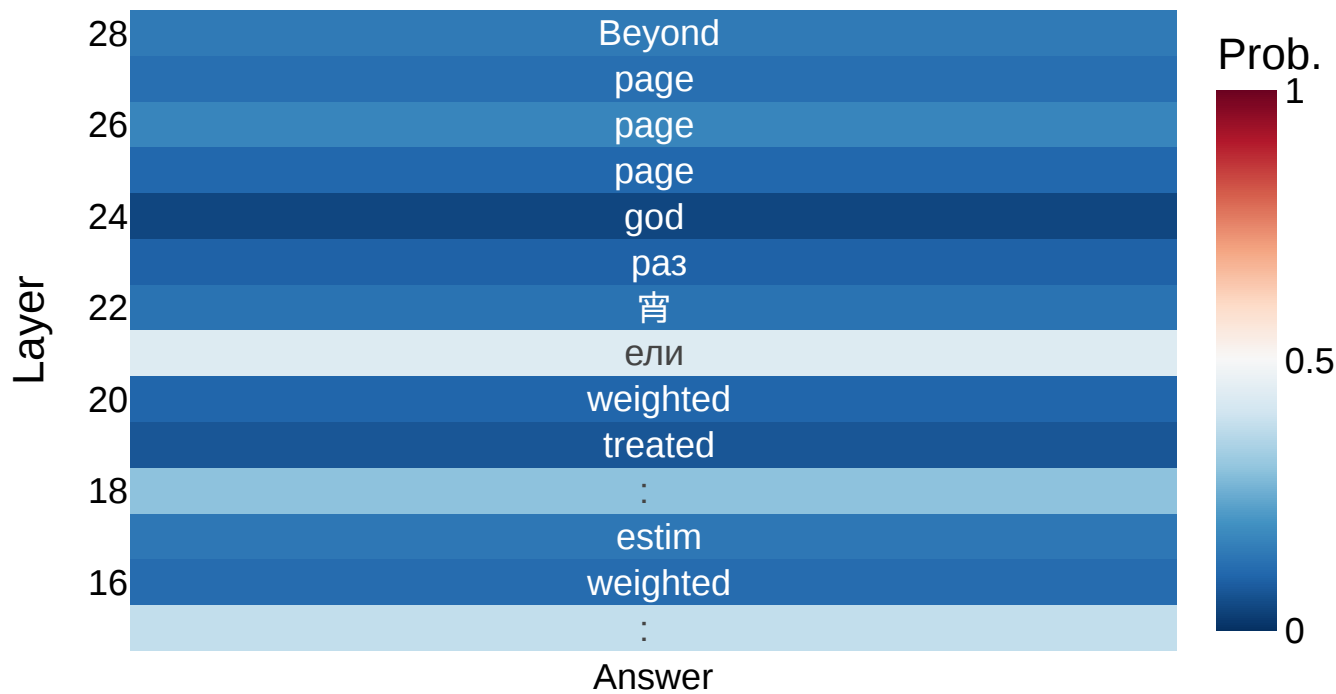 28 Beyond
page
26 page
page
24 god
раз
22 宵
ели
20 weighted
treated
18 :
estim
16 weighted
:
Layer
Answer
Prob.
1
0.5
0